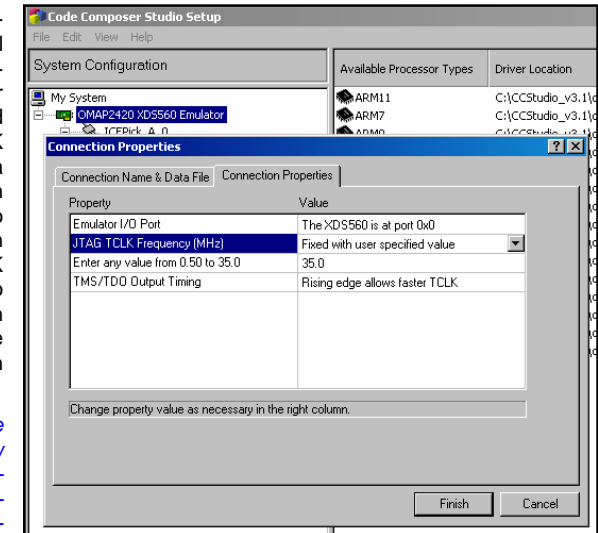 Code Composer Studio Setup
File Edit View Help
System Configuration
Available Processor Types Driver Location
My System
ARM11 C:\CCStudio_v3.1\d
OMAP2420 XDS560 Emulator
ARM7 C:\CCStudio_v3.1\d
ICEPick_A_0
ARM9 C:\CCStudio_v3.1\d
Connection Properties
Connection Name & Data File Connection Properties
Property Value
Emulator I/O Port The XDS560 is at port 0x0
JTAG TCLK Frequency (MHz) Fixed with user specified value
Enter any value from 0.50 to 35.0 35.0
TMS/TDO Output Timing Rising edge allows faster TCLK
Change property value as necessary in the right column.
Finish Cancel